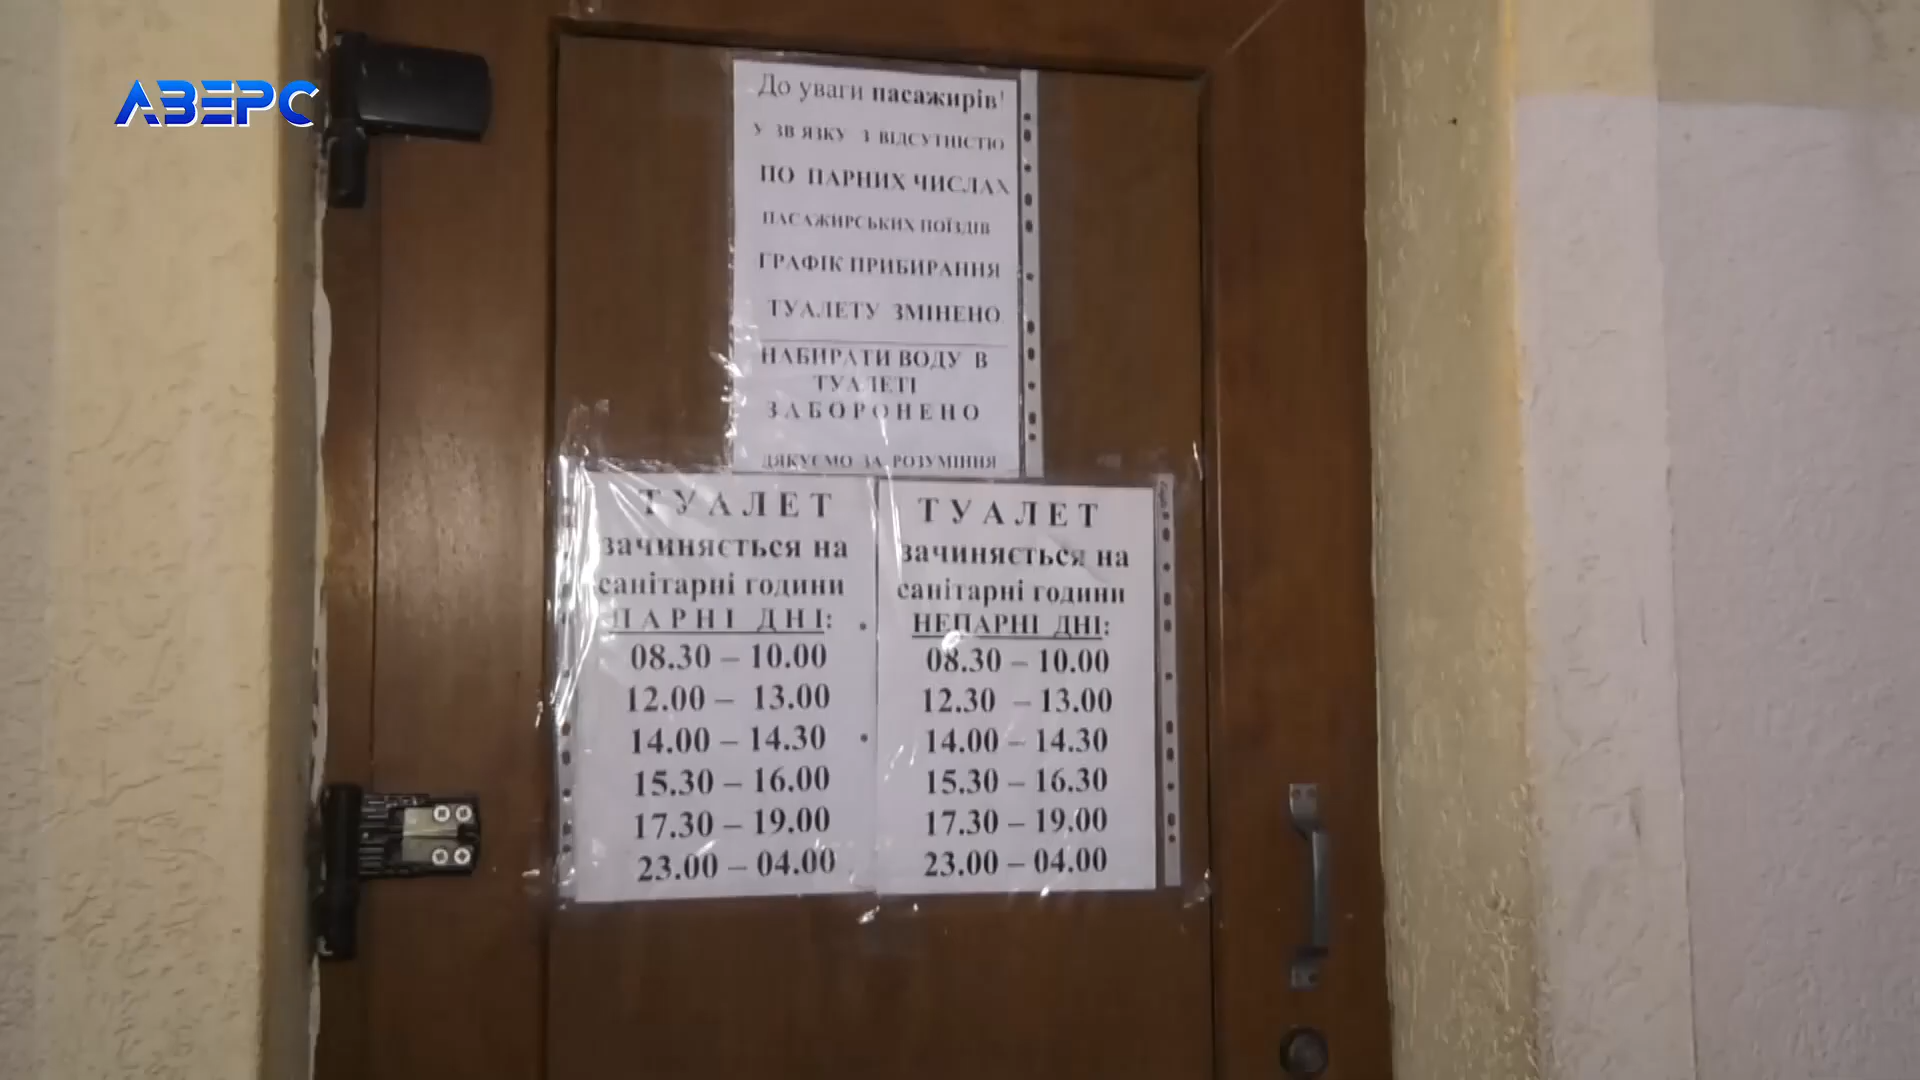 АВЕРС
До уваги пасажирів!
У ЗВ ЯЗКУ З ВІДСУТНІСТЮ
ПО ПАРНИХ ЧИСЛАХ
ПАСАЖИРСЬКИХ ПОЇЗДІВ
ГРАФІК ПРИБИРАННЯ
ТУАЛЕТУ ЗМІНЕНО
НАБИРАТИ ВОДУ В
ТУАЛЕТІ
ЗАБОРОНЕНО
ДЯКУЄМО ЗА РОЗУМІННЯ
ТУАЛЕТ
зачиняється на
санітарні години
ПАРНІ ДНІ:
08.30 – 10.00
12.00 – 13.00
14.00 – 14.30
15.30 – 16.00
17.30 – 19.00
23.00 – 04.00
ТУАЛЕТ
зачиняється на
санітарні години
НЕПАРНІ ДНІ:
08.30 – 10.00
12.30 – 13.00
14.00 – 14.30
15.30 – 16.30
17.30 – 19.00
23.00 – 04.00